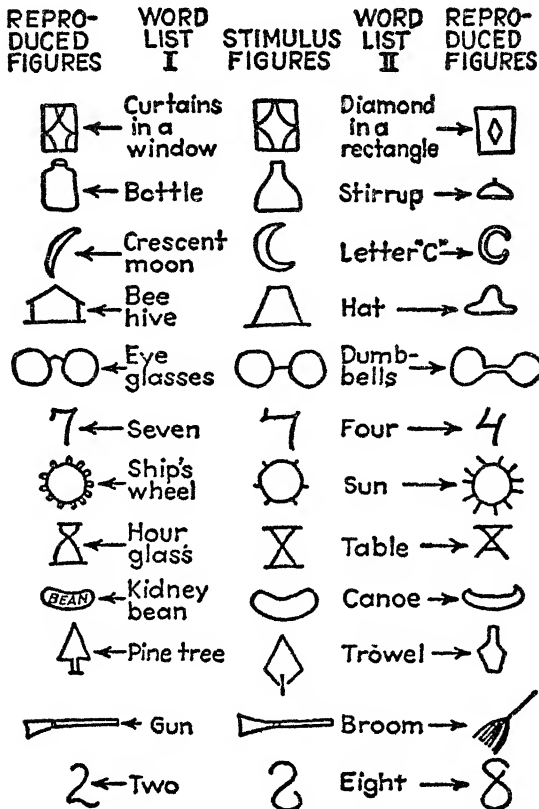 REPRO-
DUCED
FIGURES
WORD
LIST
I
STIMULUS
FIGURES
WORD
LIST
II
REPRO-
DUCED
FIGURES
Curtains
in a
window
Diamond
in a
rectangle
Bottle
Stirrup
Crescent
moon
Letter "C"
Bee
hive
Hat
Eye
glasses
Dumb-
bells
7
Seven
Four
4
Ship's
wheel
Sun
Hour
glass
Table
BEAN
Kidney
bean
Canoe
Pine tree
Trowel
Gun
Broom
2
Two
Eight
8